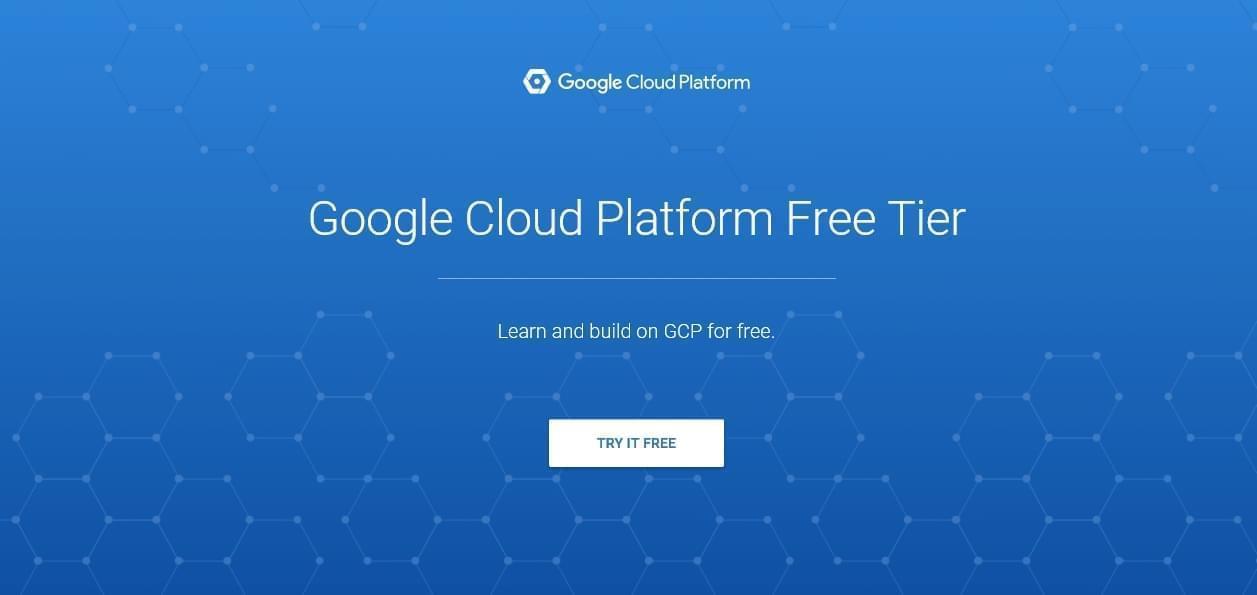 Google Cloud Platform
Google Cloud Platform Free Tier
Learn and build on GCP for free.
TRY IT FREE